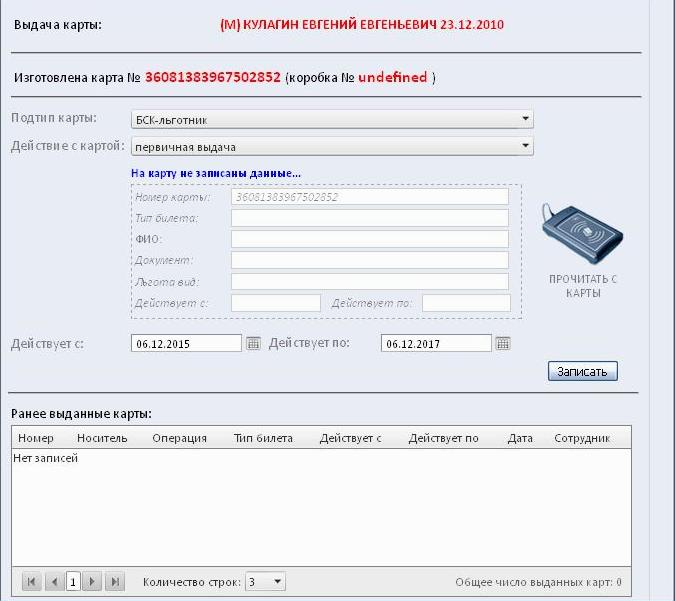 Выдача карты: (М) КУЛАГИН ЕВГЕНИЙ ЕВГЕНЬЕВИЧ 23.12.2010
Изготовлена карта № 36081383967502852 (коробка № undefined )
Подтип карты: БСК-льготник
Действие с картой: первичная выдача
На карту не записаны данные...
Номер карты: 36081383967502852
Тип билета:
ФИО:
Документ:
Льгота вид:
Действует с: Действует по:
ПРОЧИТАТЬ С
КАРТЫ
Действует с: 06.12.2015 Действует по: 06.12.2017
Записать
Ранее выданные карты:
Номер Носитель Операция Тип билета Действует с Действует по Дата Сотрудник
Нет записей
1 Количество строк: 3 Общее число выданных карт: 0